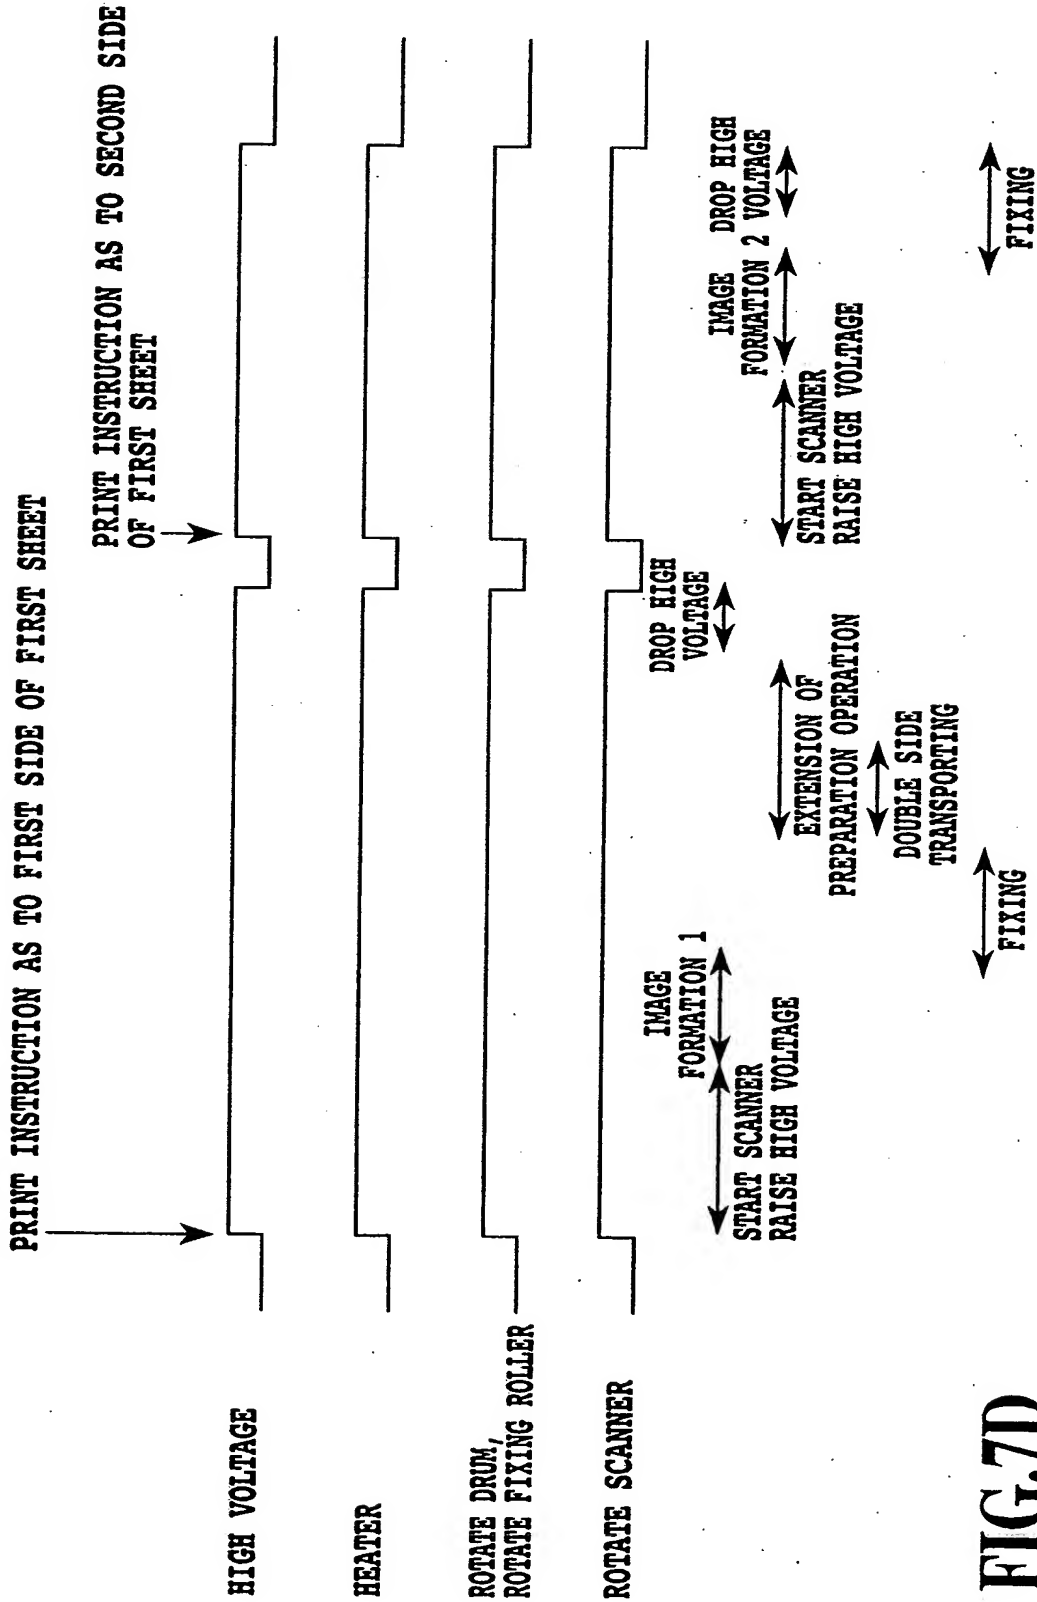 PRINT INSTRUCTION AS TO FIRST SIDE OF FIRST SHEET
PRINT INSTRUCTION AS TO SECOND SIDE
OF FIRST SHEET
HIGH VOLTAGE
HEATER
ROTATE DRUM,
ROTATE FIXING ROLLER
ROTATE SCANNER
START SCANNER
RAISE HIGH VOLTAGE
IMAGE
FORMATION 1
FIXING
EXTENSION OF
PREPARATION OPERATION
DOUBLE SIDE
TRANSPORTING
DROP HIGH
VOLTAGE
START SCANNER
RAISE HIGH VOLTAGE
IMAGE
FORMATION 2
DROP HIGH
VOLTAGE
FIXING
FIG.7D